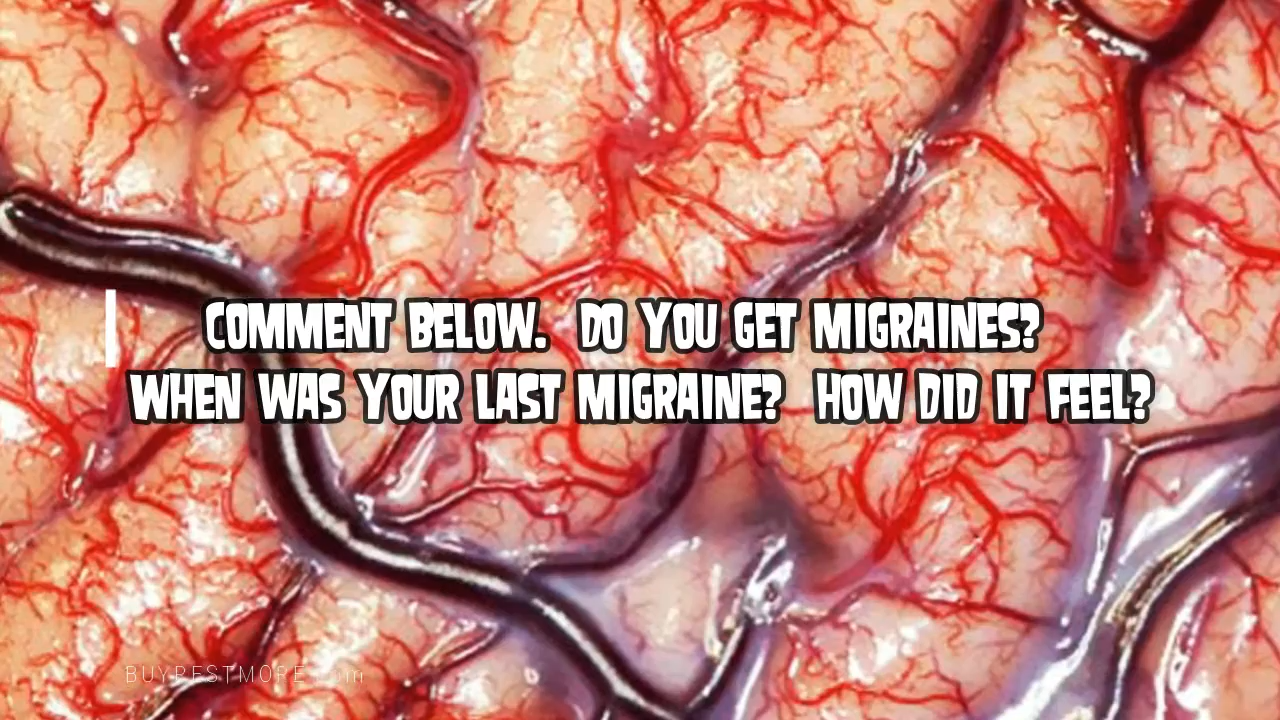 COMMENT BELOW. DO YOU GET MIGRAINES?
WHEN WAS YOUR LAST MIGRAINE? HOW DID IT FEEL?